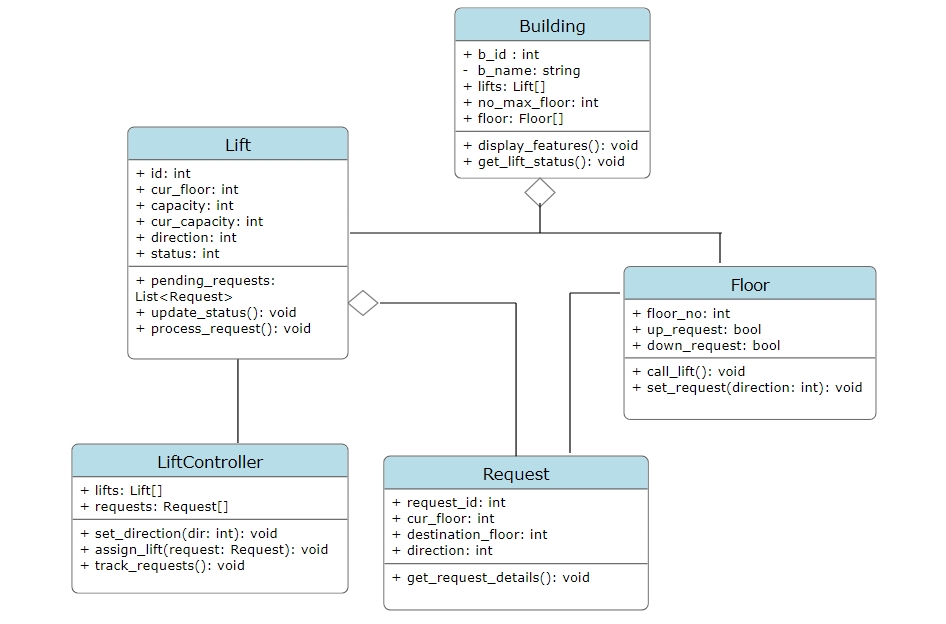 Building
+ b_id : int
- b_name: string
+ lifts: Lift[]
+ no_max_floor: int
+ floor: Floor[]
+ display_features(): void
+ get_lift_status(): void
Lift
+ id: int
+ cur_floor: int
+ capacity: int
+ cur_capacity: int
+ direction: int
+ status: int
+ pending_requests:
List<Request>
+ update_status(): void
+ process_request(): void
Floor
+ floor_no: int
+ up_request: bool
+ down_request: bool
+ call_lift(): void
+ set_request(direction: int): void
LiftController
+ lifts: Lift[]
+ requests: Request[]
+ set_direction(dir: int): void
+ assign_lift(request: Request): void
+ track_requests(): void
Request
+ request_id: int
+ cur_floor: int
+ destination_floor: int
+ direction: int
+ get_request_details(): void